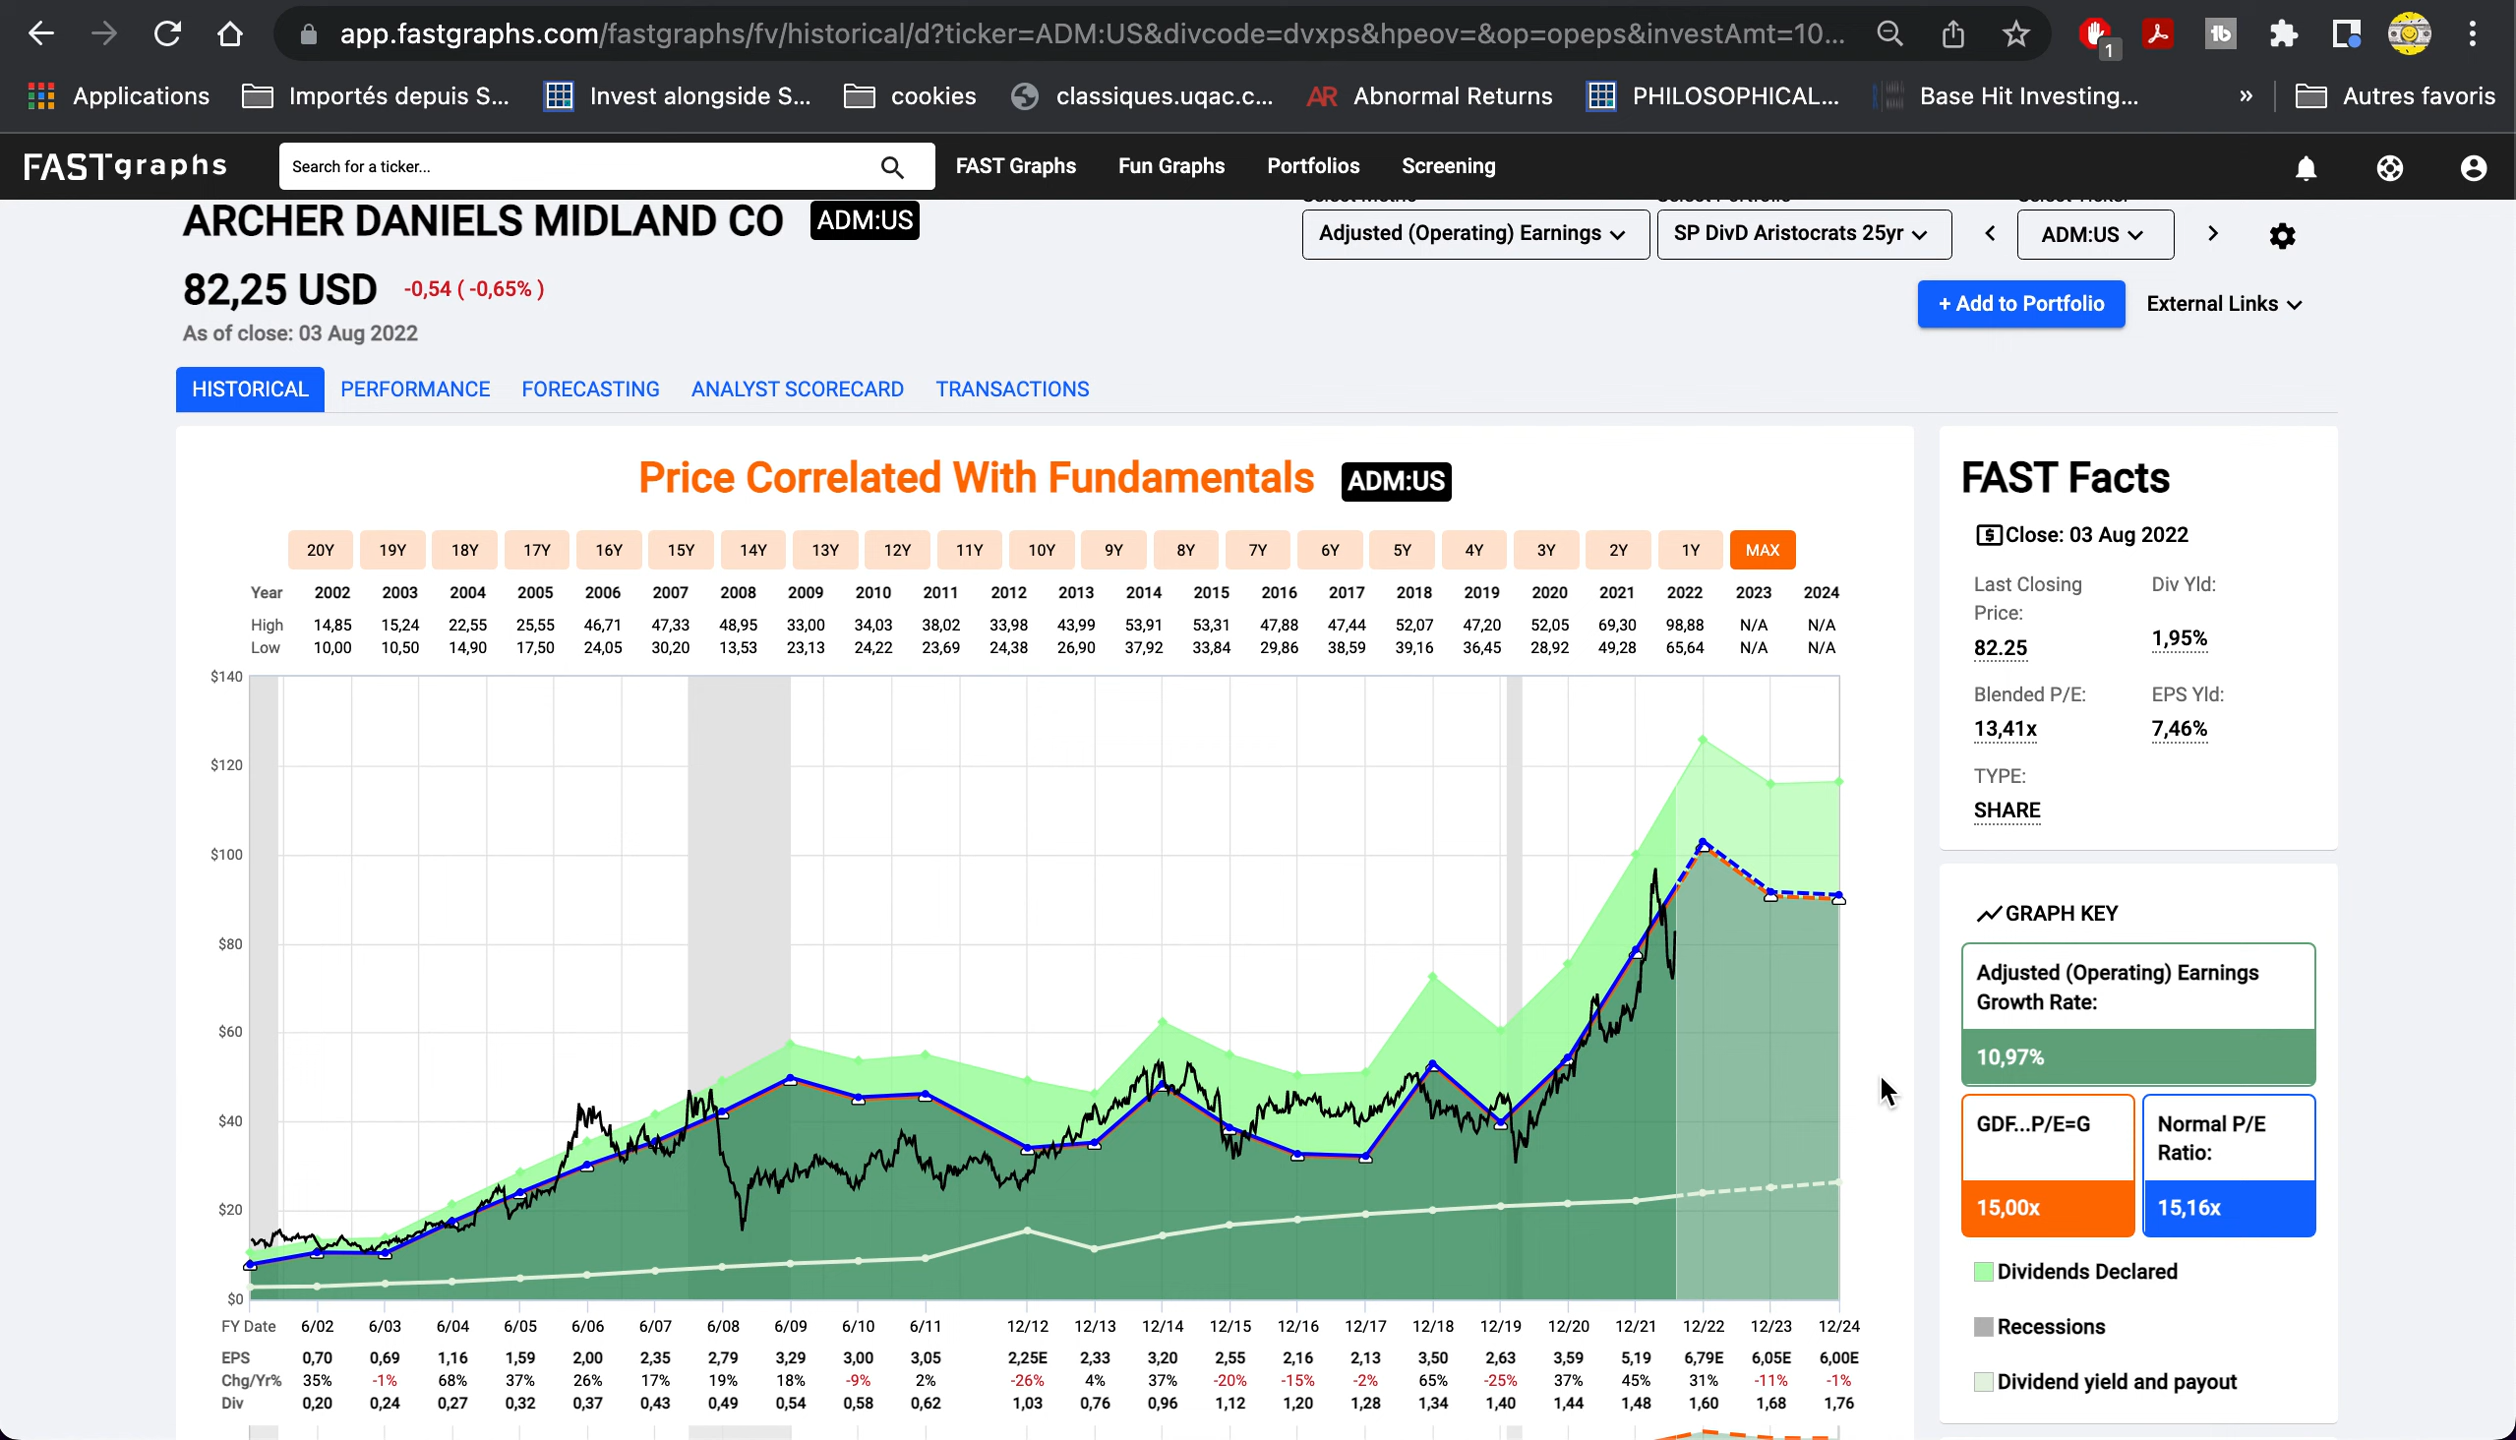 app.fastgraphs.com/fastgraphs/fv/historical/d?ticker=ADM:US&divcode=dvxps&hpeov=&op=opeps&investAmt=10...
1
Applications Importés depuis S... Invest alongside S... cookies classiques.uqac.c... AR Abnormal Returns PHILOSOPHICAL... Base Hit Investing... » Autres favoris
FASTgraphs Search for a ticker... FAST Graphs Fun Graphs Portfolios Screening
ARCHER DANIELS MIDLAND CO ADM:US
Adjusted (Operating) Earnings SP DivD Aristocrats 25yr ADM:US
82,25 USD -0,54 ( -0,65% )
As of close: 03 Aug 2022
+ Add to Portfolio External Links
HISTORICAL PERFORMANCE FORECASTING ANALYST SCORECARD TRANSACTIONS
Price Correlated With Fundamentals ADM:US
20Y 19Y 18Y 17Y 16Y 15Y 14Y 13Y 12Y 11Y 10Y 9Y 8Y 7Y 6Y 5Y 4Y 3Y 2Y 1Y MAX
Year 2002 2003 2004 2005 2006 2007 2008 2009 2010 2011 2012 2013 2014 2015 2016 2017 2018 2019 2020 2021 2022 2023 2024
High 14,85 15,24 22,55 25,55 46,71 47,33 48,95 33,00 34,03 38,02 33,98 43,99 53,91 53,31 47,88 47,44 52,07 47,20 52,05 69,30 98,88 N/A N/A
Low 10,00 10,50 14,90 17,50 24,05 30,20 13,53 23,13 24,22 23,69 24,38 26,90 37,92 33,84 29,86 38,59 39,16 36,45 28,92 49,28 65,64 N/A N/A
$140
$120
$100
$80
$60
$40
$20
$0
FY Date 6/02 6/03 6/04 6/05 6/06 6/07 6/08 6/09 6/10 6/11 12/12 12/13 12/14 12/15 12/16 12/17 12/18 12/19 12/20 12/21 12/22 12/23 12/24
EPS 0,70 0,69 1,16 1,59 2,00 2,35 2,79 3,29 3,00 3,05 2,25E 2,33 3,20 2,55 2,16 2,13 3,50 2,63 3,59 5,19 6,79E 6,05E 6,00E
Chg/Yr% 35% -1% 68% 37% 26% 17% 19% 18% -9% 2% -26% 4% 37% -20% -15% -2% 65% -25% 37% 45% 31% -11% -1%
Div 0,20 0,24 0,27 0,32 0,37 0,43 0,49 0,54 0,58 0,62 1,03 0,76 0,96 1,12 1,20 1,28 1,34 1,40 1,44 1,48 1,60 1,68 1,76
FAST Facts
Close: 03 Aug 2022
Last Closing Price:
82.25
Div Yld:
1,95%
Blended P/E:
13,41x
EPS Yld:
7,46%
TYPE:
SHARE
GRAPH KEY
Adjusted (Operating) Earnings
Growth Rate:
10,97%
GDF...P/E=G
15,00x
Normal P/E
Ratio:
15,16x
Dividends Declared
Recessions
Dividend yield and payout